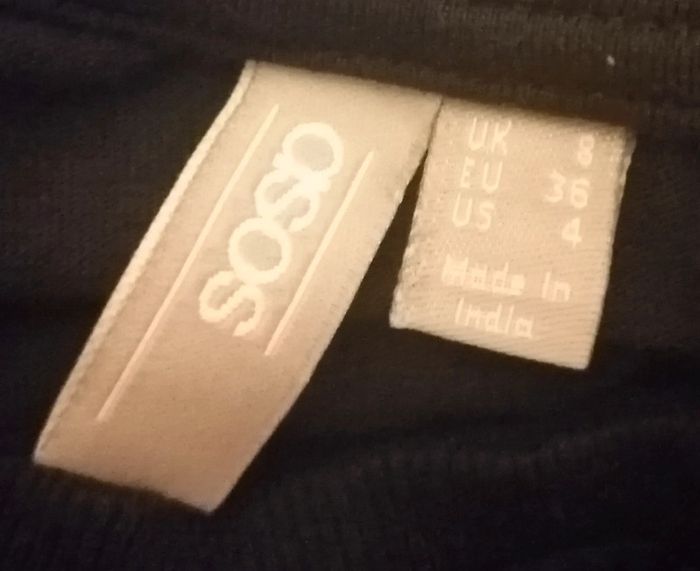 asos
UK 8
EU 36
US 4
Made in
India